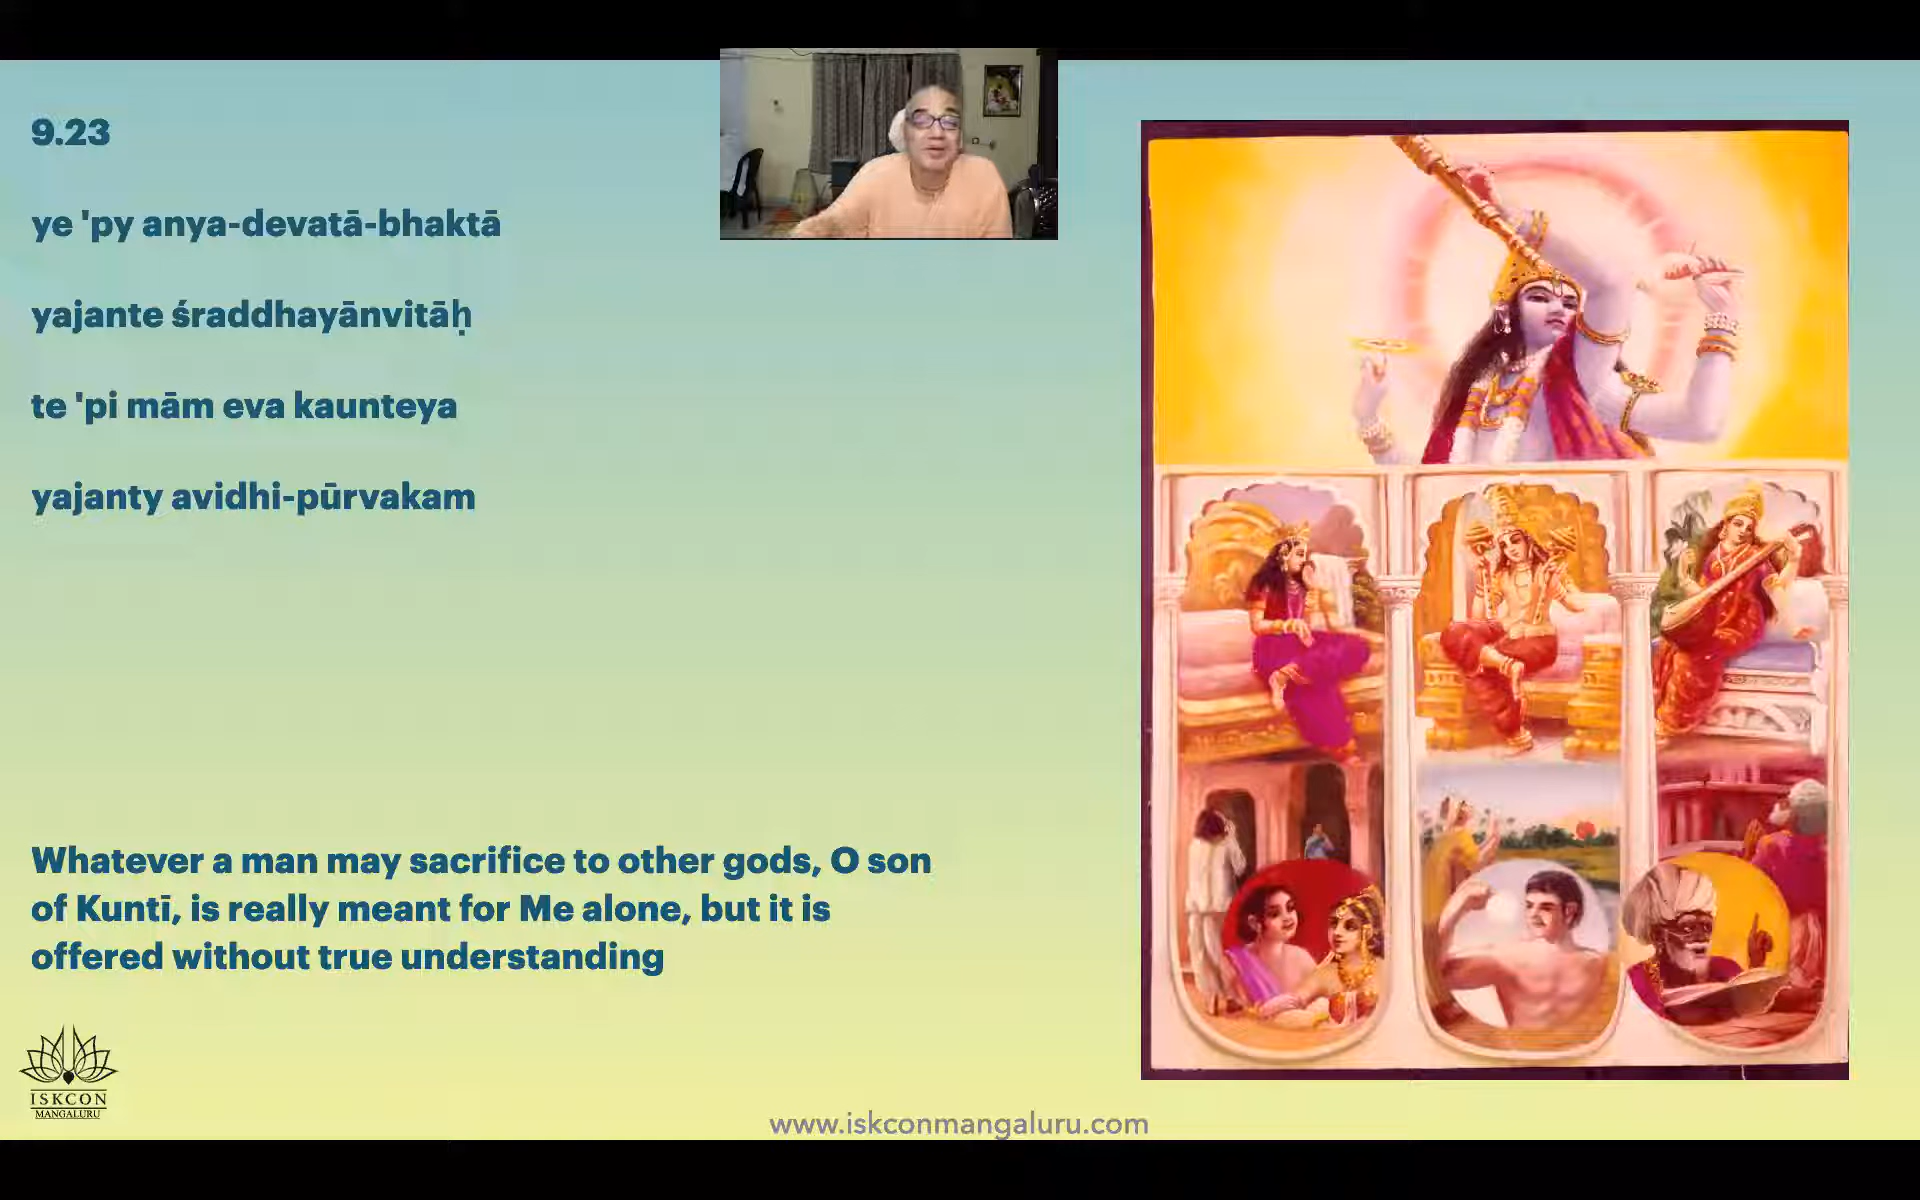 9.23
ye 'py anya-devatā-bhaktā
yajante śraddhayānvitāḥ
te 'pi mām eva kaunteya
yajanty avidhi-pūrvakam
Whatever a man may sacrifice to other gods, O son
of Kuntī, is really meant for Me alone, but it is
offered without true understanding
ISKCON
MANGALURU
www.iskconmangaluru.com